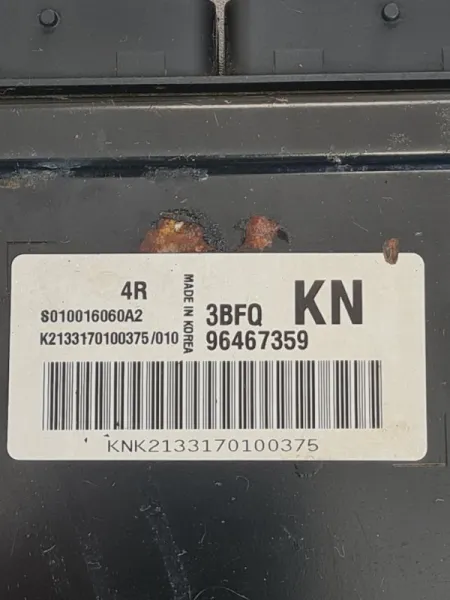 4R
S010016060A2
K2133170100375/010
MADE IN KOREA
3BFQ
KN
96467359
KNK2133170100375